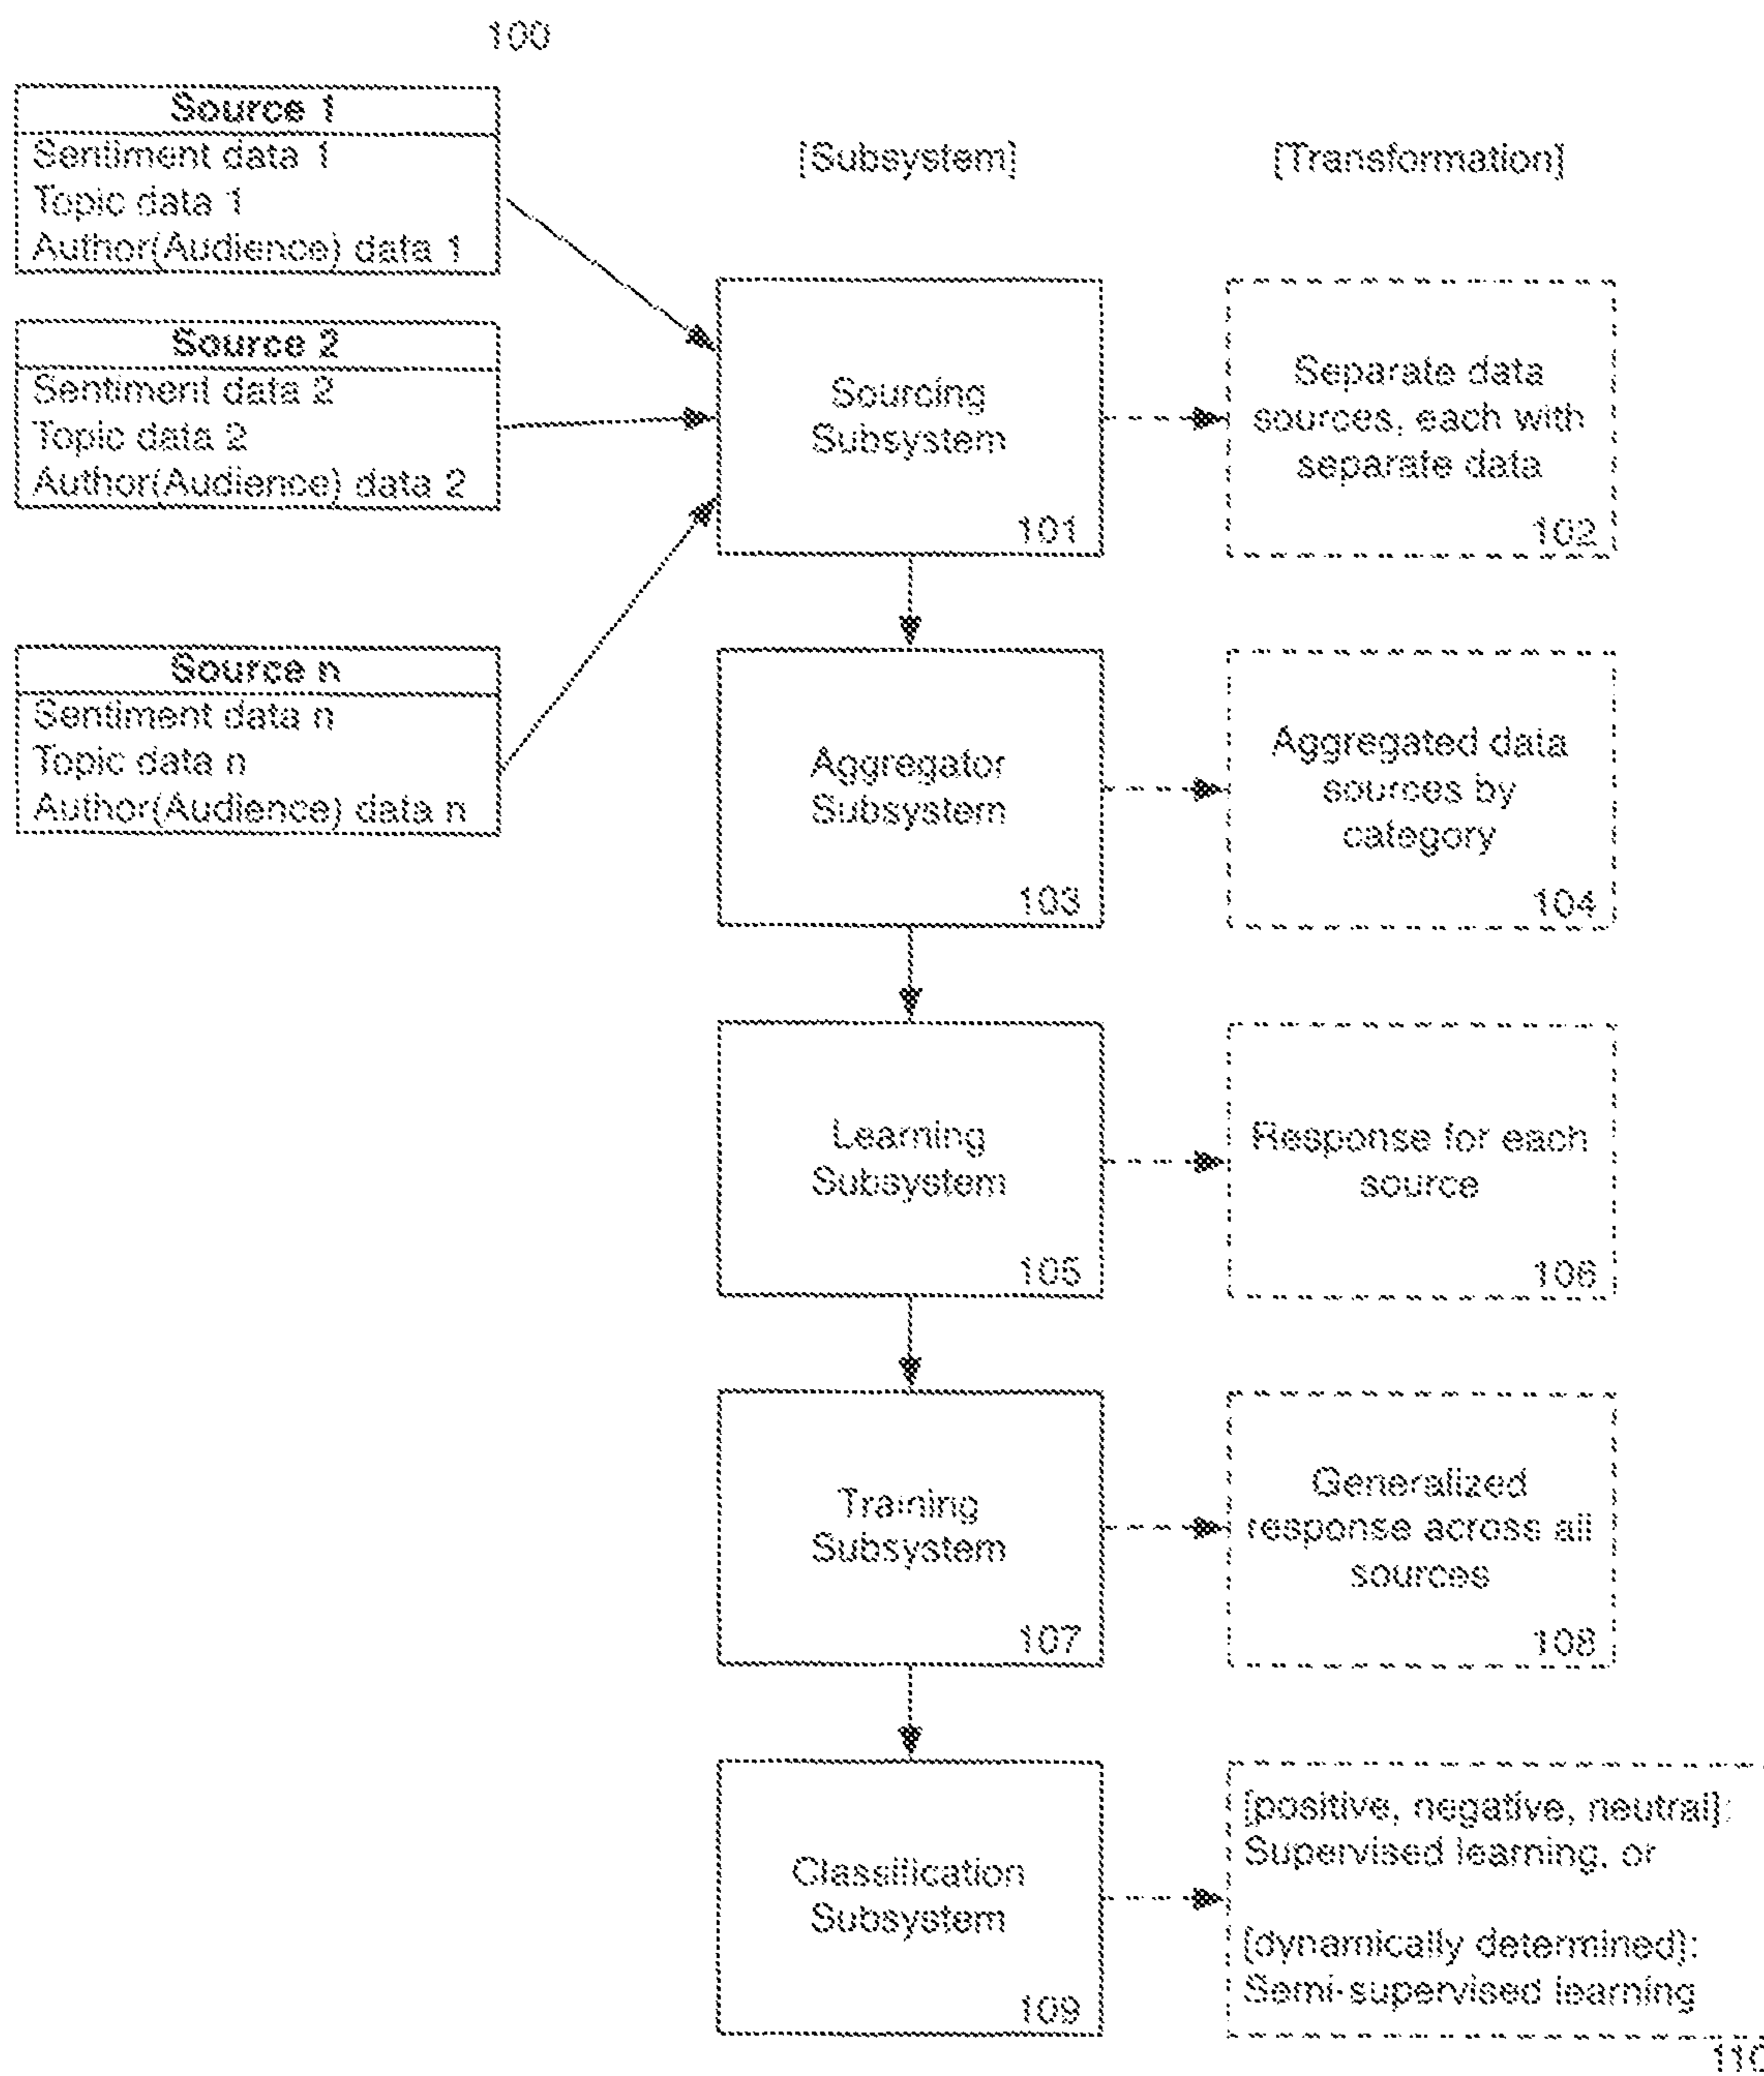 100
Source 1
Sentiment data 1
Topic data 1
Author(Audience) data 1
Source 2
Sentiment data 2
Topic data 2
Author(Audience) data 2
Source n
Sentiment data n
Topic data n
Author(Audience) data n
[Subsystem]
[Transformation]
Sourcing
Subsystem
101
Separate data
sources, each with
separate data
102
Aggregator
Subsystem
103
Aggregated data
sources by
category
104
Learning
Subsystem
105
Response for each
source
106
Training
Subsystem
107
Generalized
response across all
sources
108
Classification
Subsystem
109
[positive, negative, neutral]:
Supervised learning, or
[dynamically determined]:
Semi-supervised learning
110